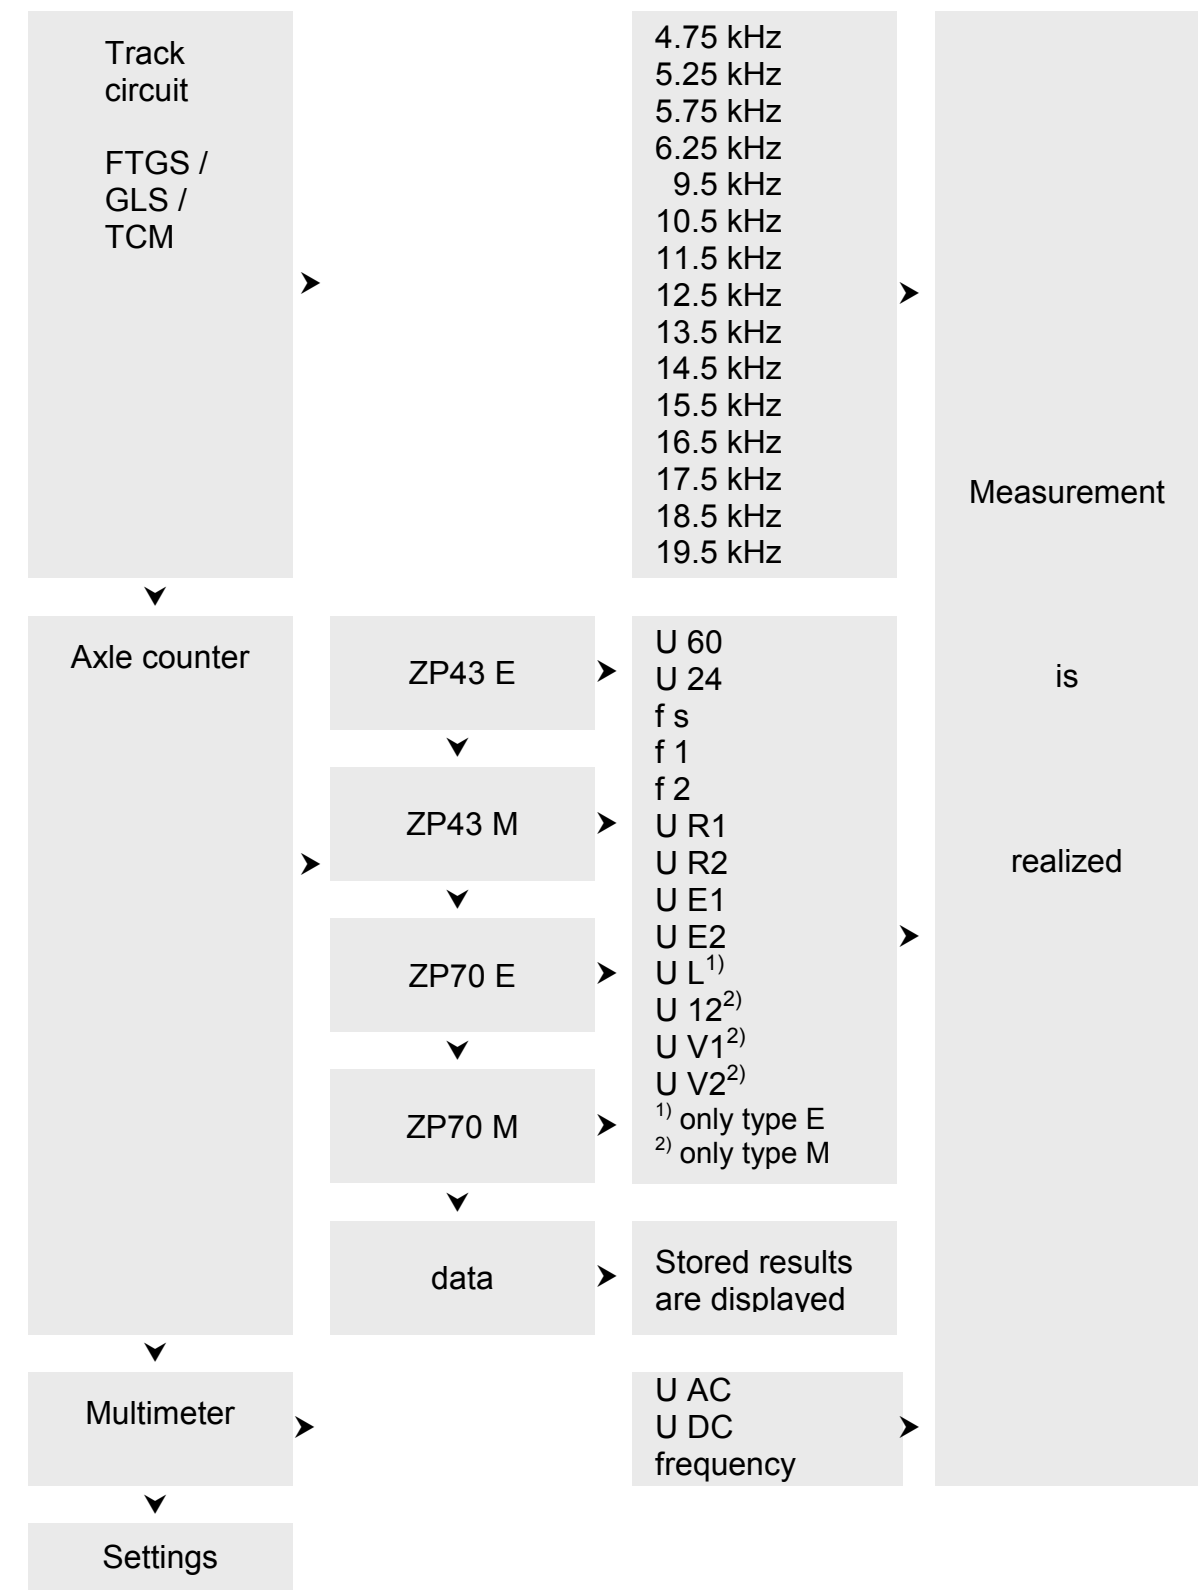 Track
circuit
FTGS /
GLS /
TCM
4.75 kHz
5.25 kHz
5.75 kHz
6.25 kHz
9.5 kHz
10.5 kHz
11.5 kHz
12.5 kHz
13.5 kHz
14.5 kHz
15.5 kHz
16.5 kHz
17.5 kHz
18.5 kHz
19.5 kHz
Measurement
is
realized
Axle counter
ZP43 E
ZP43 M
ZP70 E
ZP70 M
data
U 60
U 24
f s
f 1
f 2
U R1
U R2
U E1
U E2
U L1)
U 122)
U V12)
U V22)
1) only type E
2) only type M
Stored results
are displayed
Multimeter
U AC
U DC
frequency
Settings